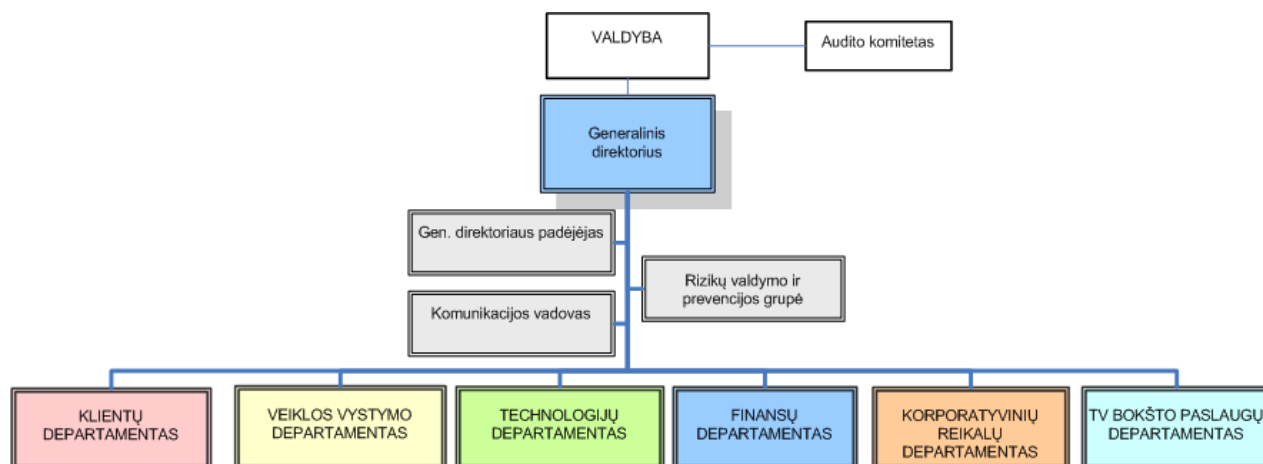 VALDYBA
Audito komitetas
Generalinis
direktorius
Gen. direktoriaus padėjėjas
Rizikų valdymo ir
prevencijos grupė
Komunikacijos vadovas
KLIENTŲ
DEPARTAMENTAS
VEIKLOS VYSTYMO
DEPARTAMENTAS
TECHNOLOGIJŲ
DEPARTAMENTAS
FINANSŲ
DEPARTAMENTAS
KORPORATYVINIŲ
REIKALŲ
DEPARTAMENTAS
TV BOKŠTO PASLAUGŲ
DEPARTAMENTAS